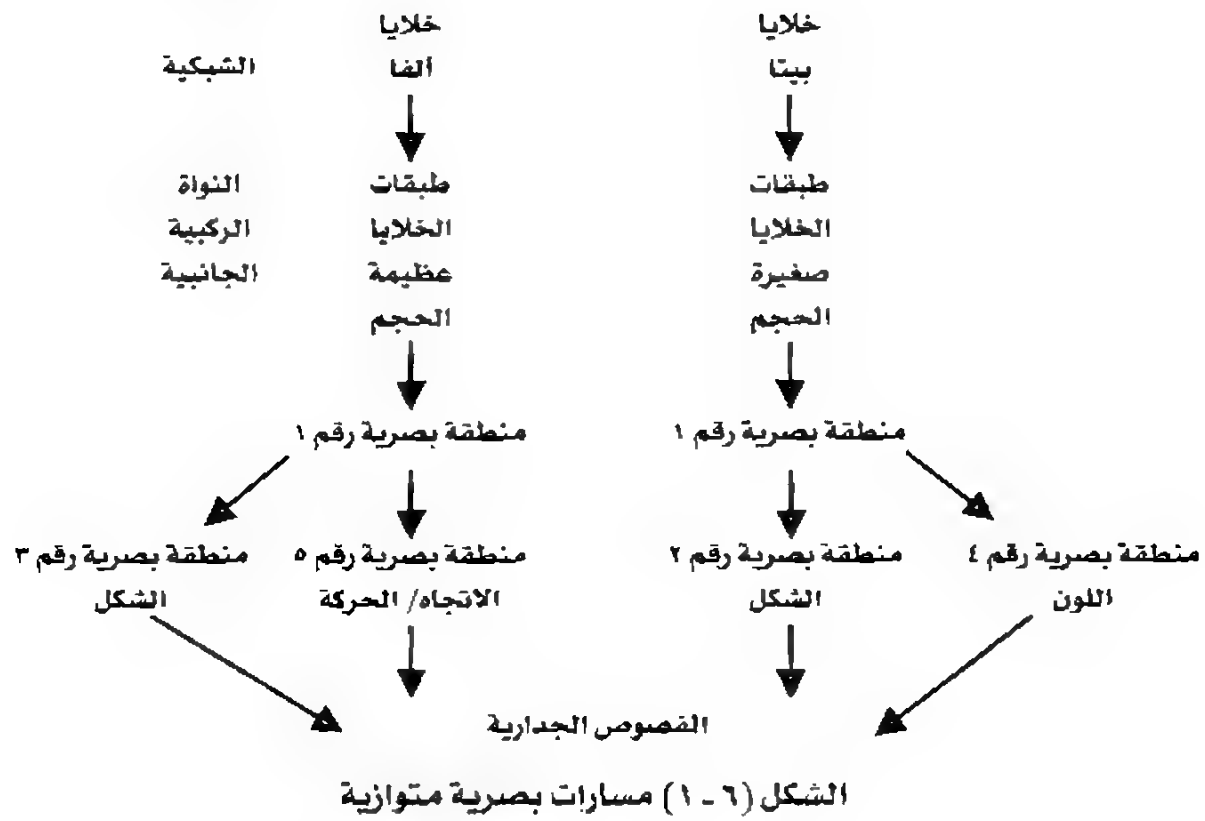 خلايا
بيتا
خلايا
ألفا
الشبكية
طبقات
الخلايا
صغيرة
الحجم
طبقات
الخلايا
عظيمة
الحجم
النواة
الركبية
الجانبية
منطقة بصرية رقم ١
منطقة بصرية رقم ١
منطقة بصرية رقم ٤
اللون
منطقة بصرية رقم ٢
الشكل
منطقة بصرية رقم ٥
الاتجاه/ الحركة
منطقة بصرية رقم ٣
الشكل
الفصوص الجدارية
الشكل (٦ - ١) مسارات بصرية متوازية